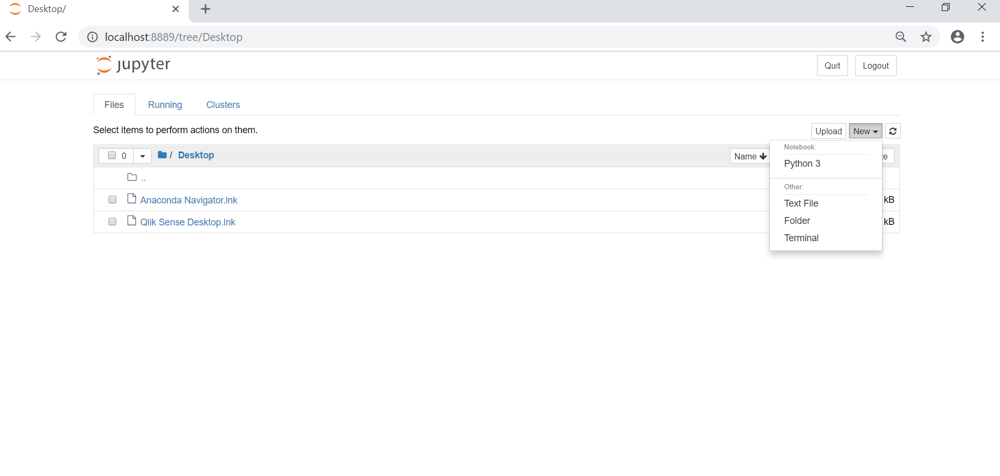 Desktop/
localhost:8889/tree/Desktop
jupyter
Quit
Logout
Files
Running
Clusters
Select items to perform actions on them.
Upload
New
0
/ Desktop
Name
Notebook:
Python 3
Other:
Text File
Folder
Terminal
..
Anaconda Navigator.lnk
kB
Qlik Sense Desktop.lnk
kB